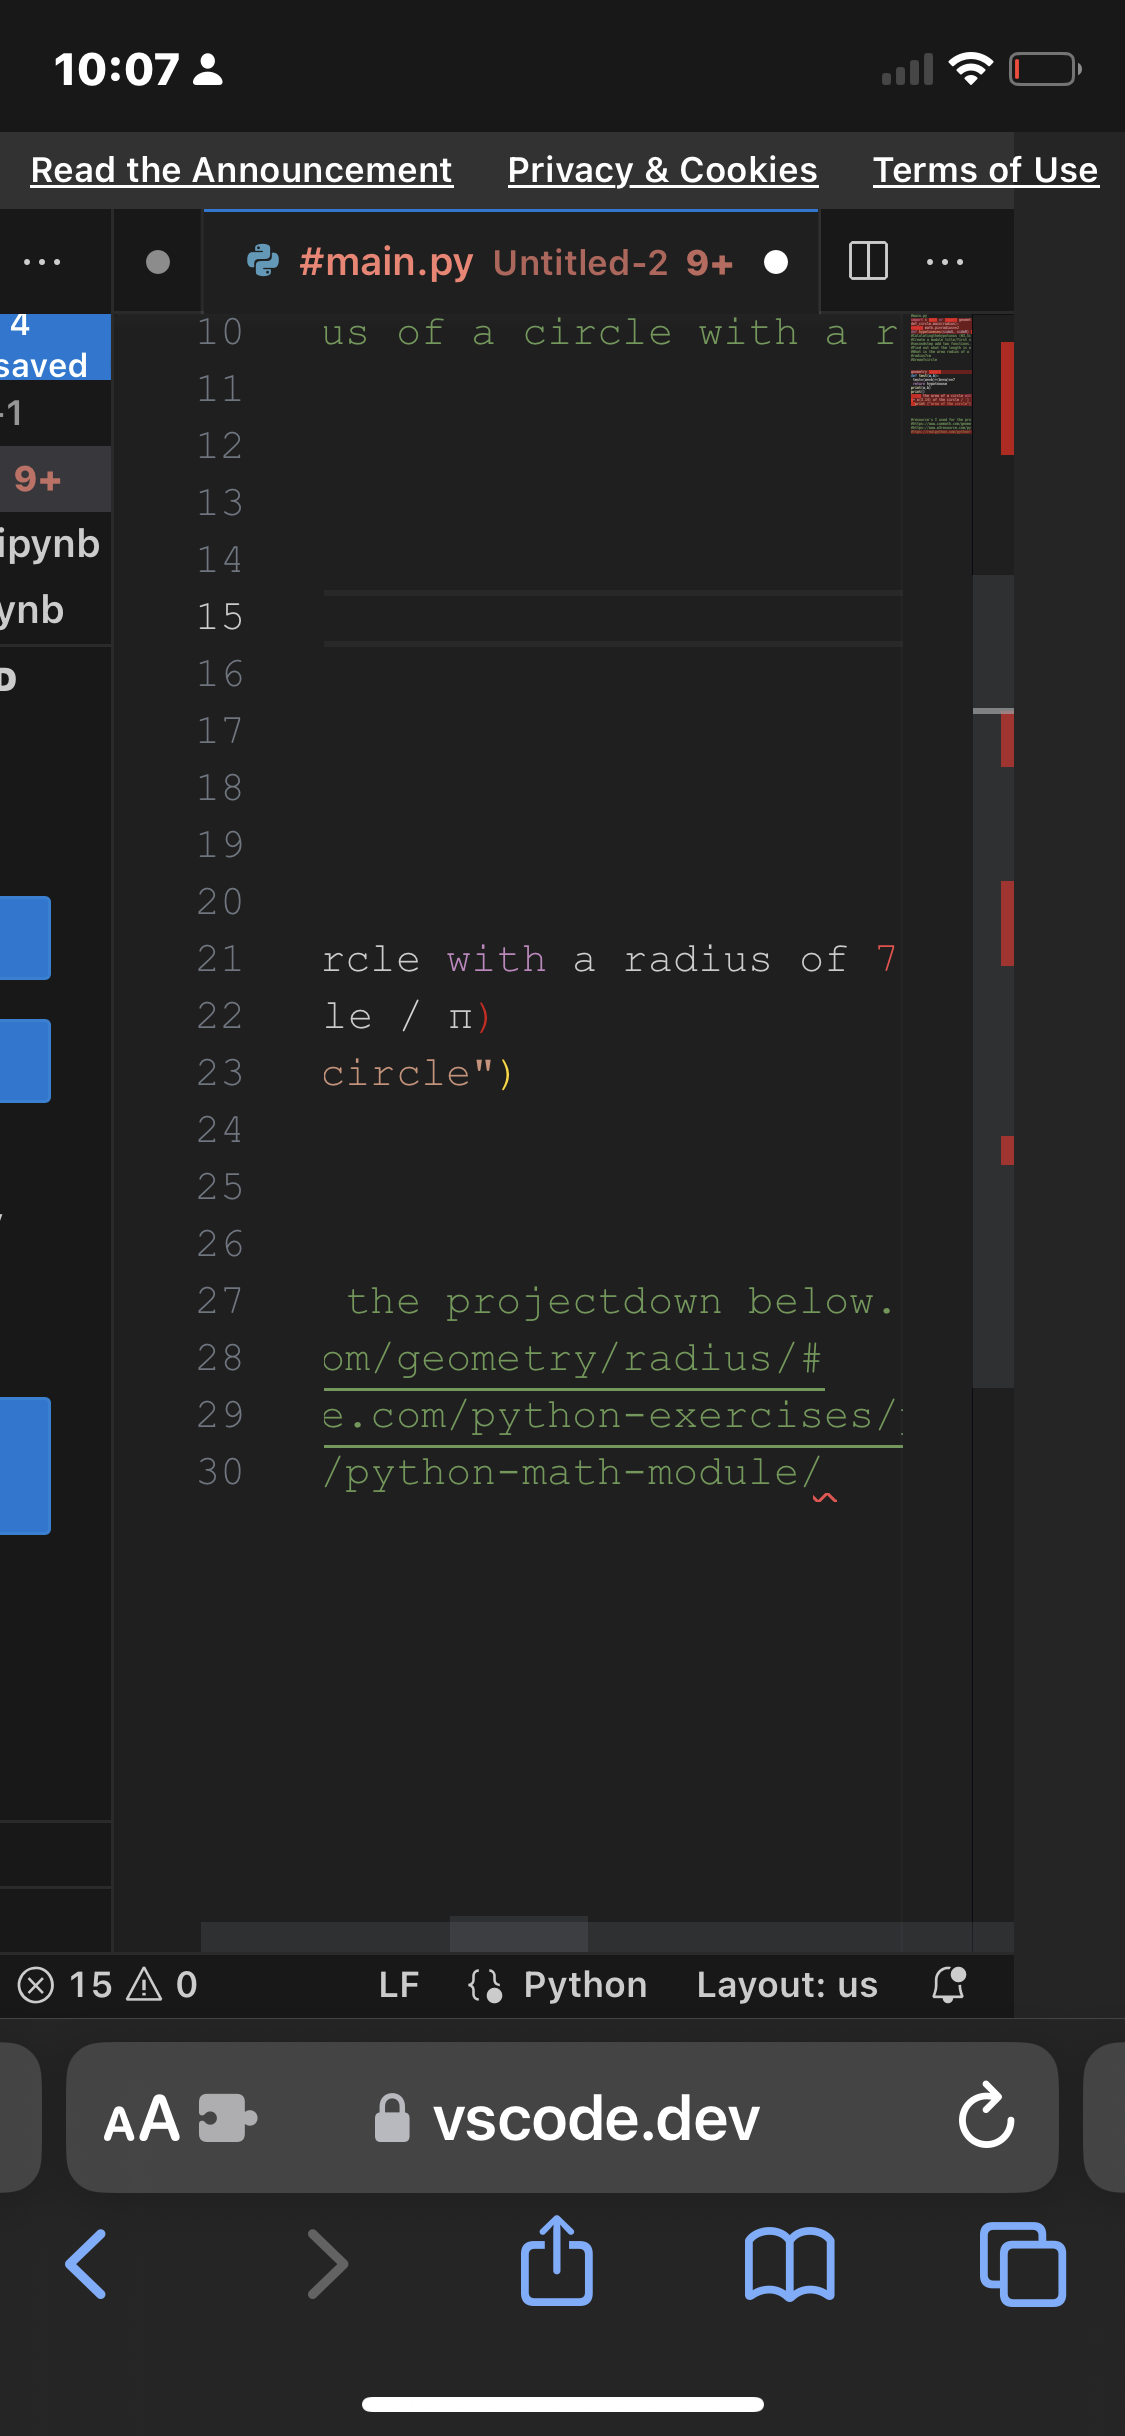 10:07
Read the Announcement Privacy & Cookies Terms of Use
#main.py Untitled-2 9+
4
saved
-1
9+
ipynb
ynb
10 us of a circle with a r
11
12
13
14
15
16
17
18
19
20
21 rcle with a radius of 7
22 le / π)
23 circle")
24
25
26
27 the projectdown below.
28 om/geometry/radius/#
29 e.com/python-exercises/
30 /python-math-module/
15 0 LF Python Layout: us
AA vscode.dev